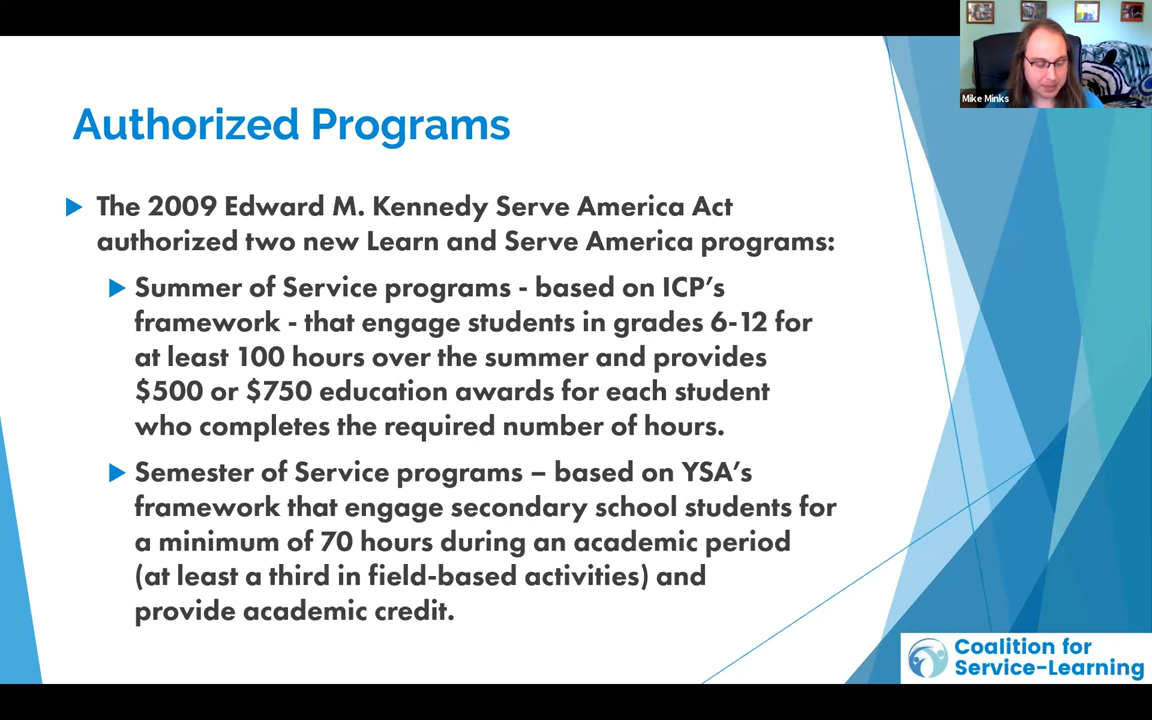 Mike Minks
Authorized Programs
The 2009 Edward M. Kennedy Serve America Act
authorized two new Learn and Serve America programs:
Summer of Service programs - based on ICP’s
framework - that engage students in grades 6-12 for
at least 100 hours over the summer and provides
$500 or $750 education awards for each student
who completes the required number of hours.
Semester of Service programs – based on YSA’s
framework that engage secondary school students for
a minimum of 70 hours during an academic period
(at least a third in field-based activities) and
provide academic credit.
Coalition for
Service-Learning